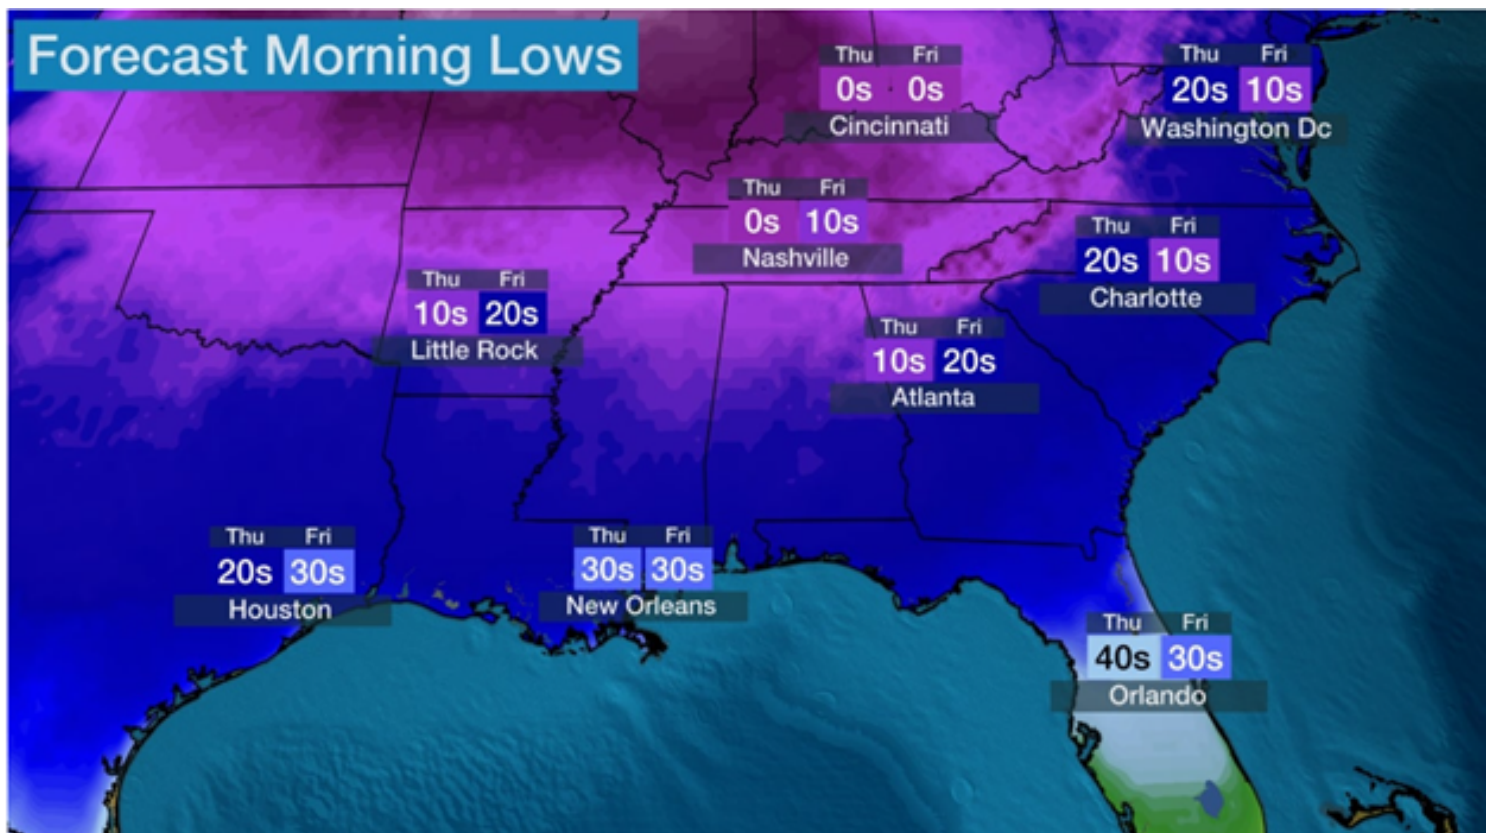 Forecast Morning Lows
Thu Fri
0s 0s
Cincinnati
Thu Fri
20s 10s
Washington Dc
Thu Fri
0s 10s
Nashville
Thu Fri
20s 10s
Charlotte
Thu Fri
10s 20s
Little Rock
Thu Fri
10s 20s
Atlanta
Thu Fri
20s 30s
Houston
Thu Fri
30s 30s
New Orleans
Thu Fri
40s 30s
Orlando